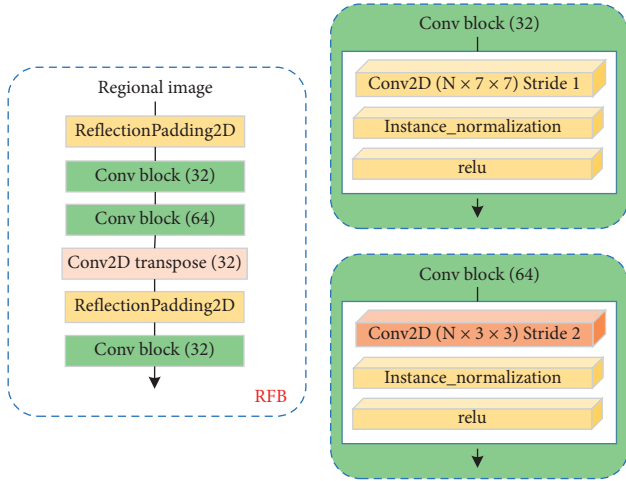 Regional image
ReflectionPadding2D
Conv block (32)
Conv block (64)
Conv2D transpose (32)
ReflectionPadding2D
Conv block (32)
RFB
Conv block (32)
Conv2D (N × 7 × 7) Stride 1
Instance_normalization
relu
Conv block (64)
Conv2D (N × 3 × 3) Stride 2
Instance_normalization
relu